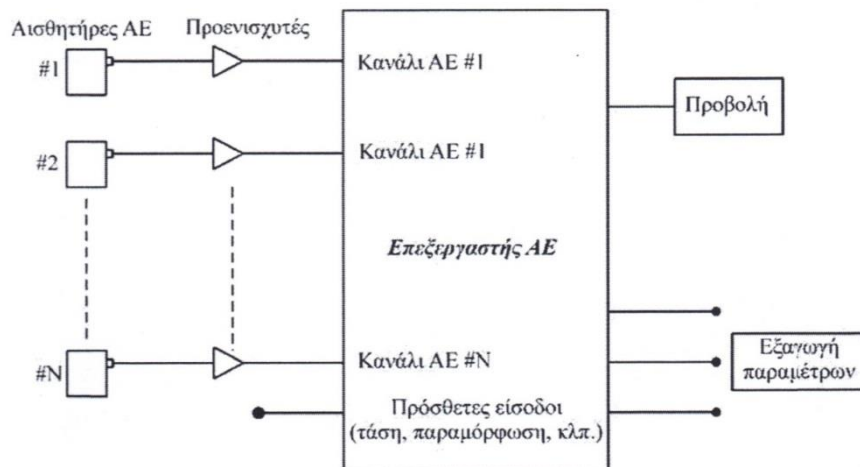 Αισθητήρες ΑΕ
Προενισχυτές
#1
Κανάλι ΑΕ #1
Προβολή
#2
Κανάλι ΑΕ #1
Επεξεργαστής ΑΕ
#N
Κανάλι ΑΕ #N
Εξαγωγή
παραμέτρων
Πρόσθετες είσοδοι
(τάση, παραμόρφωση, κλπ.)